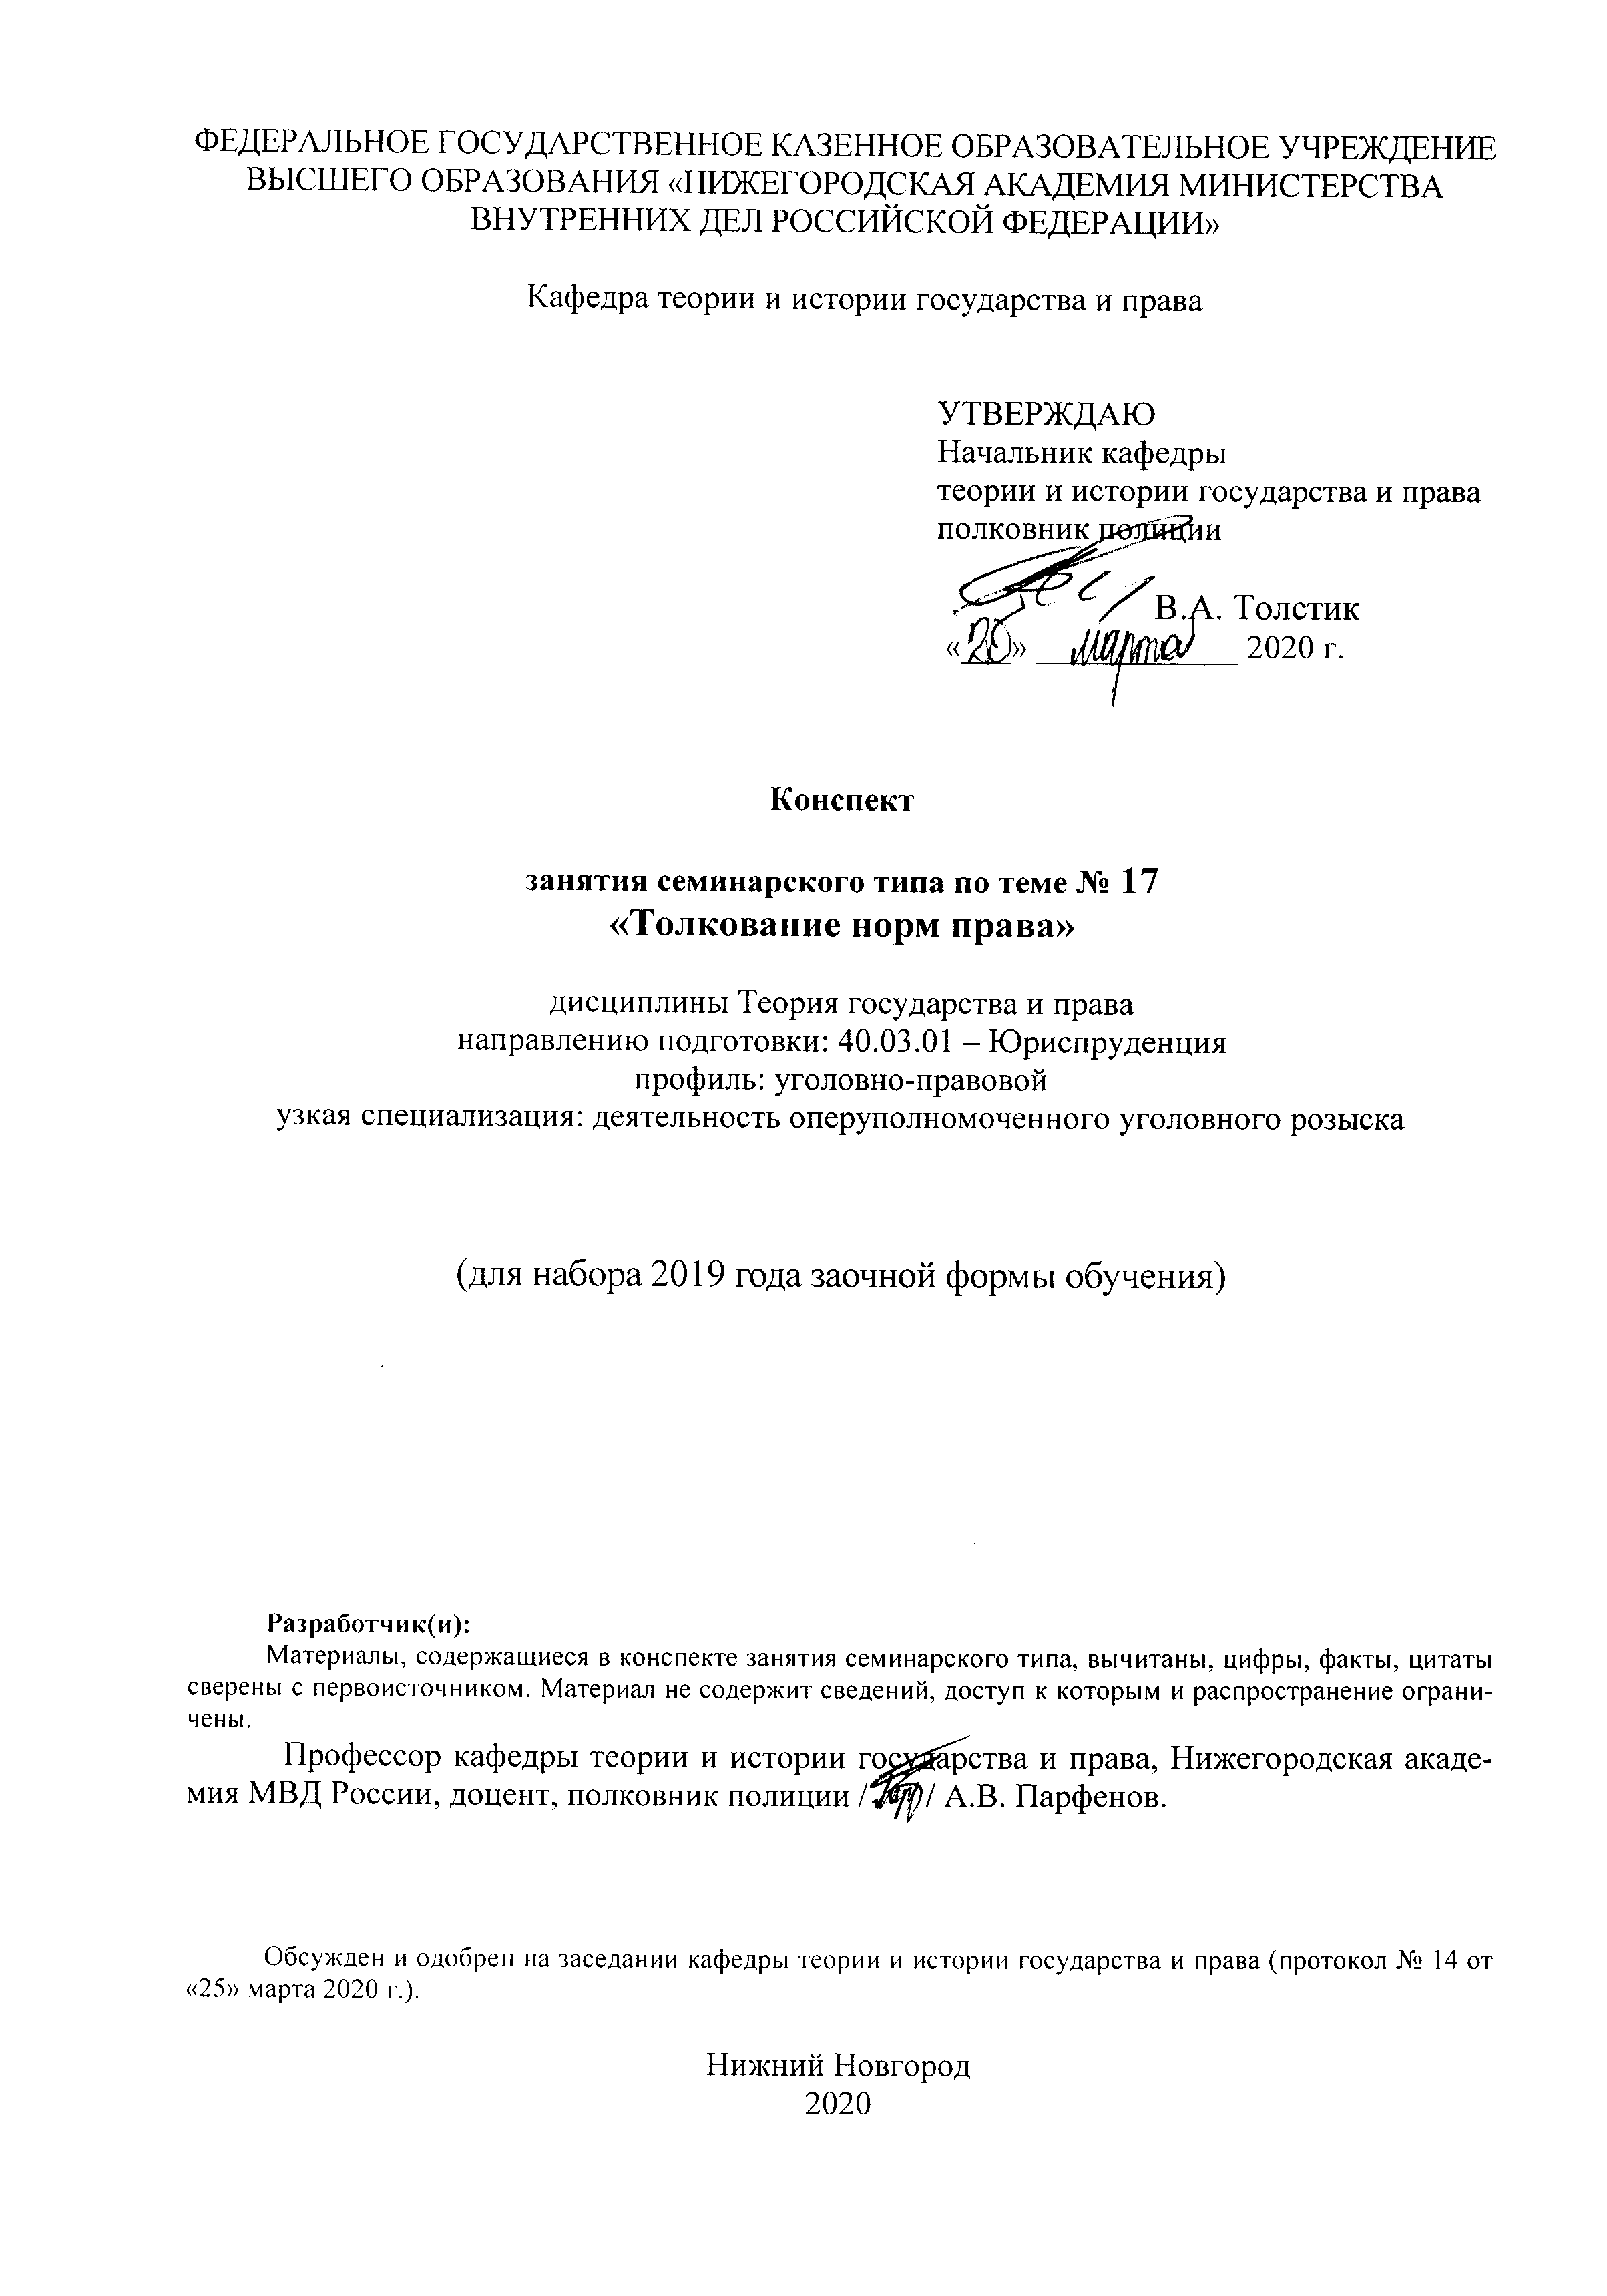 ФЕДЕРАЛЬНОЕ ГОСУДАРСТВЕННОЕ КАЗЕННОЕ ОБРАЗОВАТЕЛЬНОЕ УЧРЕЖДЕНИЕ
ВЫСШЕГО ОБРАЗОВАНИЯ «НИЖЕГОРОДСКАЯ АКАДЕМИЯ МИНИСТЕРСТВА
ВНУТРЕННИХ ДЕЛ РОССИЙСКОЙ ФЕДЕРАЦИИ»
Кафедра теории и истории государства и права
УТВЕРЖДАЮ
Начальник кафедры
теории и истории государства и права
полковник полиции
В.А. Толстик
«25» марта 2020 г.
Конспект
занятия семинарского типа по теме № 17
«Толкование норм права»
дисциплины Теория государства и права
направлению подготовки: 40.03.01 – Юриспруденция
профиль: уголовно-правовой
узкая специализация: деятельность оперуполномоченного уголовного розыска
(для набора 2019 года заочной формы обучения)
Разработчик(и):
Материалы, содержащиеся в конспекте занятия семинарского типа, вычитаны, цифры, факты, цитаты
сверены с первоисточником. Материал не содержит сведений, доступ к которым и распространение ограни-
чены.
Профессор кафедры теории и истории государства и права, Нижегородская акаде-
мия МВД России, доцент, полковник полиции / / А.В. Парфенов.
Обсужден и одобрен на заседании кафедры теории и истории государства и права (протокол № 14 от
«25» марта 2020 г.).
Нижний Новгород
2020